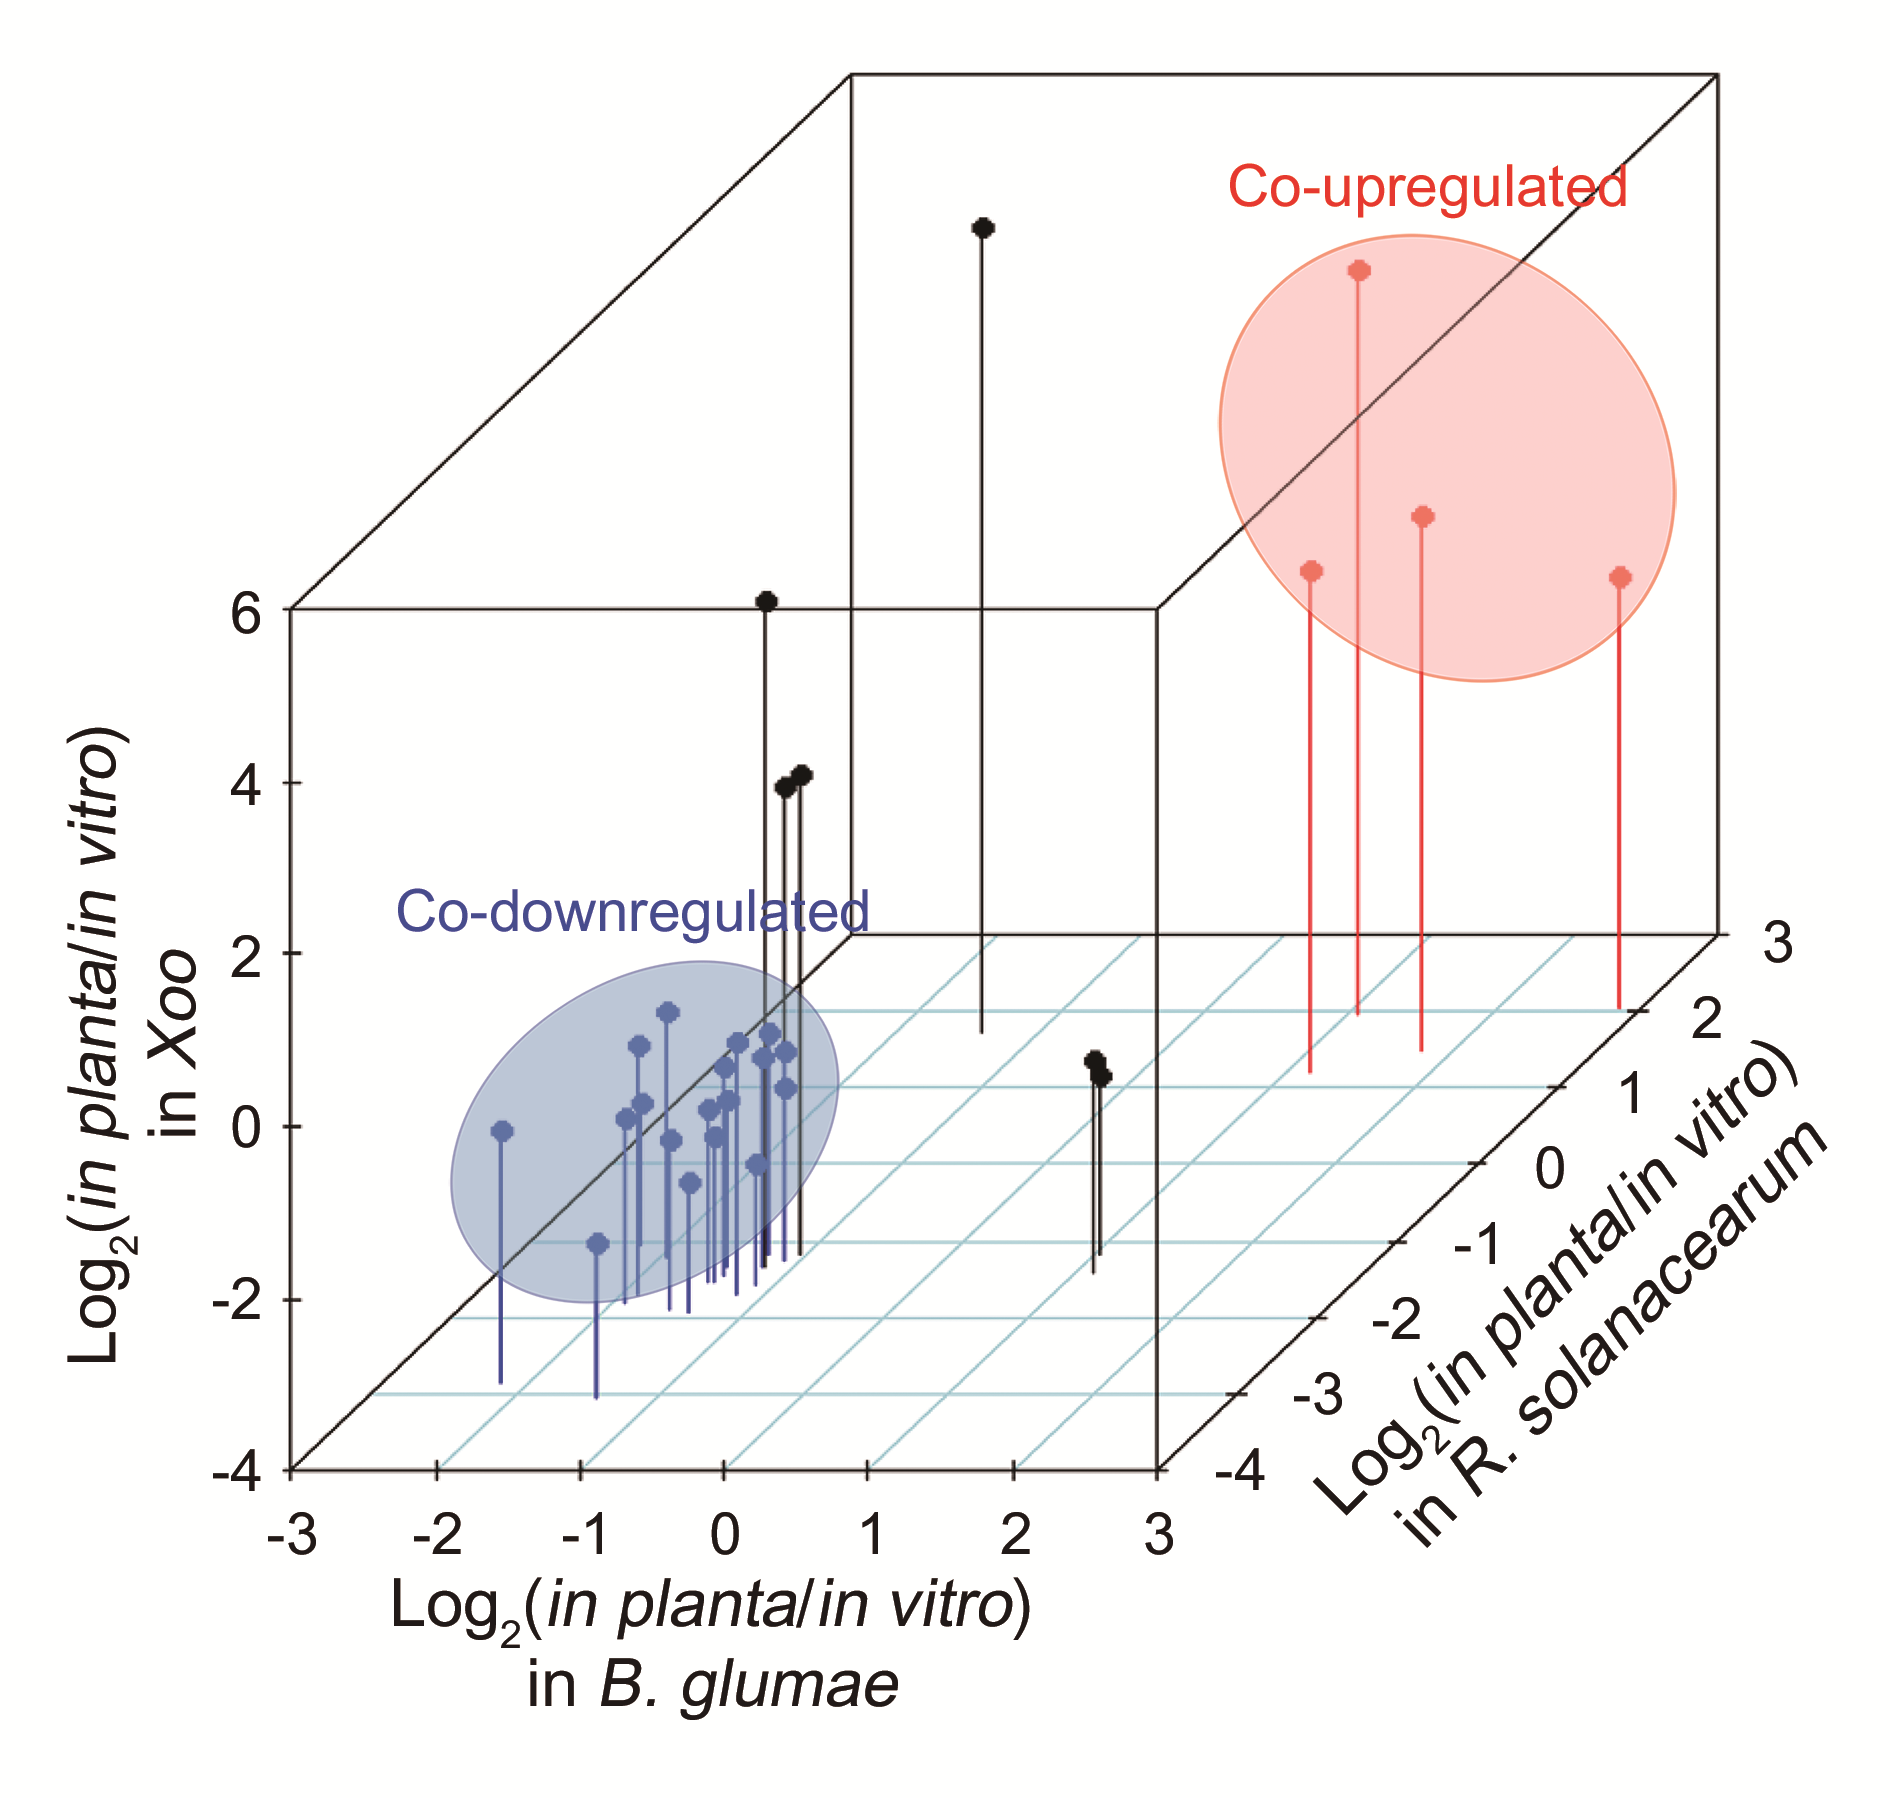 Co-upregulated
Co-downregulated
6
4
2
0
-2
-4
Log2(in planta/in vitro)
in Xoo
-3 -2 -1 0 1 2 3
Log2(in planta/in vitro)
in B. glumae
3
2
1
0
-1
-2
-3
-4
Log2(in planta/in vitro)
in R. solanacearum